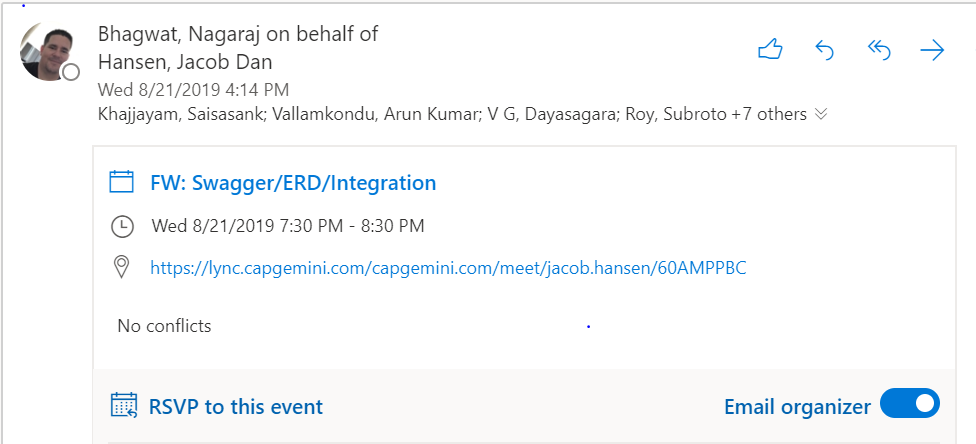 Bhagwat, Nagaraj on behalf of
Hansen, Jacob Dan
Wed 8/21/2019 4:14 PM
Khajjayam, Saisasank; Vallamkondu, Arun Kumar; V G, Dayasagara; Roy, Subroto +7 others
FW: Swagger/ERD/Integration
Wed 8/21/2019 7:30 PM - 8:30 PM
https://lync.capgemini.com/capgemini.com/meet/jacob.hansen/60AMPPBC
No conflicts
RSVP to this event Email organizer